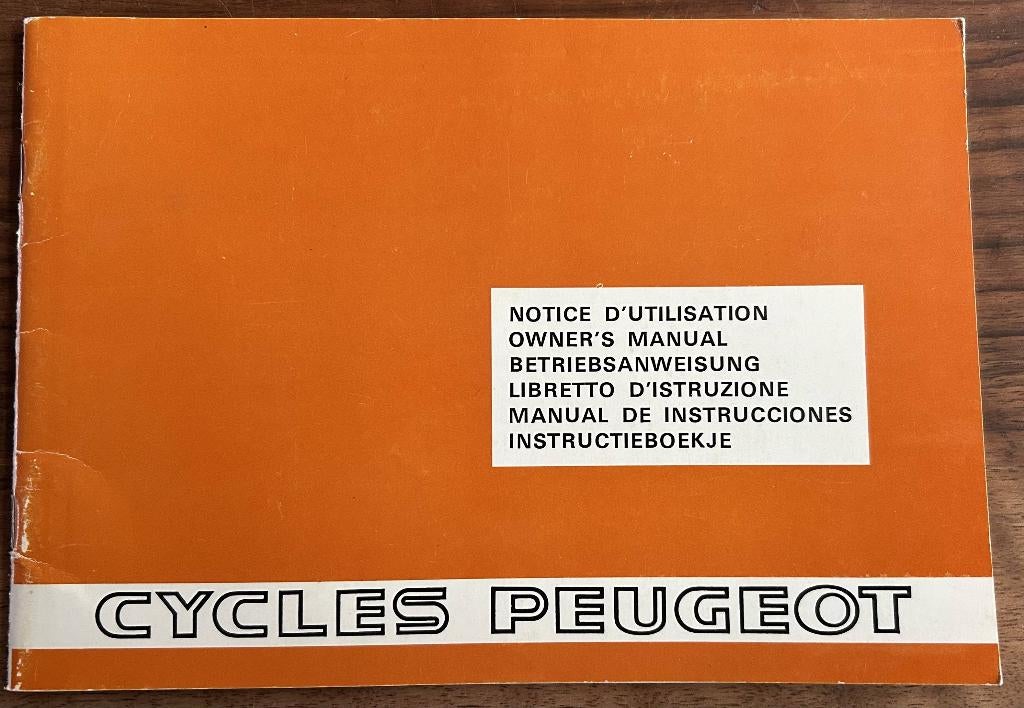 NOTICE D'UTILISATION
OWNER'S MANUAL
BETRIEBSANWEISUNG
LIBRETTO D'ISTRUZIONE
MANUAL DE INSTRUCCIONES
INSTRUCTIEBOEKJE
CYCLES PEUGEOT